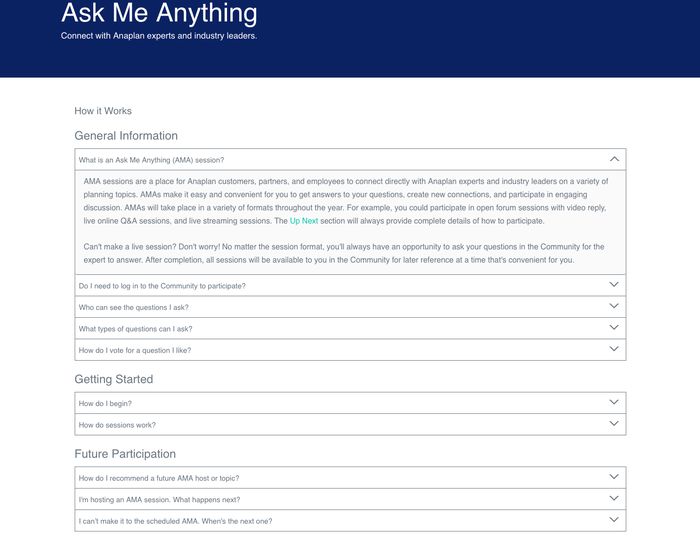 Ask Me Anything
Connect with Anaplan experts and industry leaders.
How it Works
General Information
What is an Ask Me Anything (AMA) session?
AMA sessions are a place for Anaplan customers, partners, and employees to connect directly with Anaplan experts and industry leaders on a variety of
planning topics. AMAs make it easy and convenient for you to get answers to your questions, create new connections, and participate in engaging
discussion. AMAs will take place in a variety of formats throughout the year. For example, you could participate in open forum sessions with video reply,
live online Q&A sessions, and live streaming sessions. The Up Next section will always provide complete details of how to participate.
Can't make a live session? Don't worry! No matter the session format, you'll always have an opportunity to ask your questions in the Community for the
expert to answer. After completion, all sessions will be available to you in the Community for later reference at a time that's convenient for you.
Do I need to log in to the Community to participate?
Who can see the questions I ask?
What types of questions can I ask?
How do I vote for a question I like?
Getting Started
How do I begin?
How do sessions work?
Future Participation
How do I recommend a future AMA host or topic?
I'm hosting an AMA session. What happens next?
I can't make it to the scheduled AMA. When's the next one?